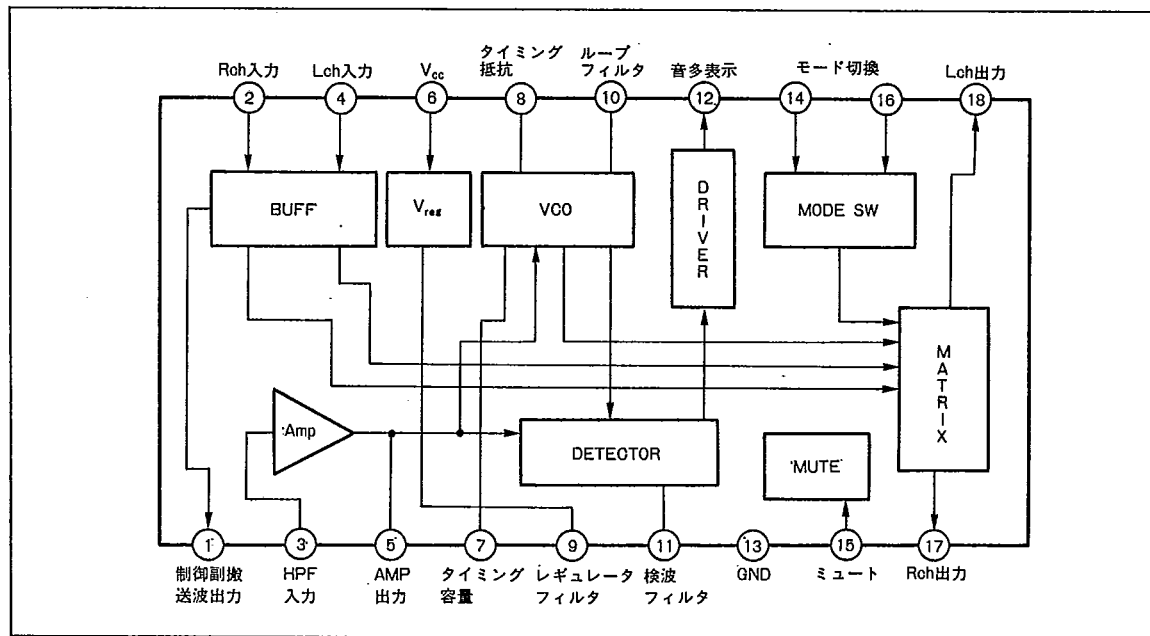 Rch入力
Lch入力
Vcc
タイミング
抵抗
ループ
フィルタ
音多表示
モード切換
Lch出力
2
4
6
8
10
12
14
16
18
BUFF
Vreg
VCO
DRIVER
MODE SW
MATRIX
Amp
DETECTOR
MUTE
1
3
5
7
9
11
13
15
17
制御副搬
送波出力
HPF
入力
AMP
出力
タイミング
容量
レギュレータ
フィルタ
検波
フィルタ
GND
ミュート
Rch出力